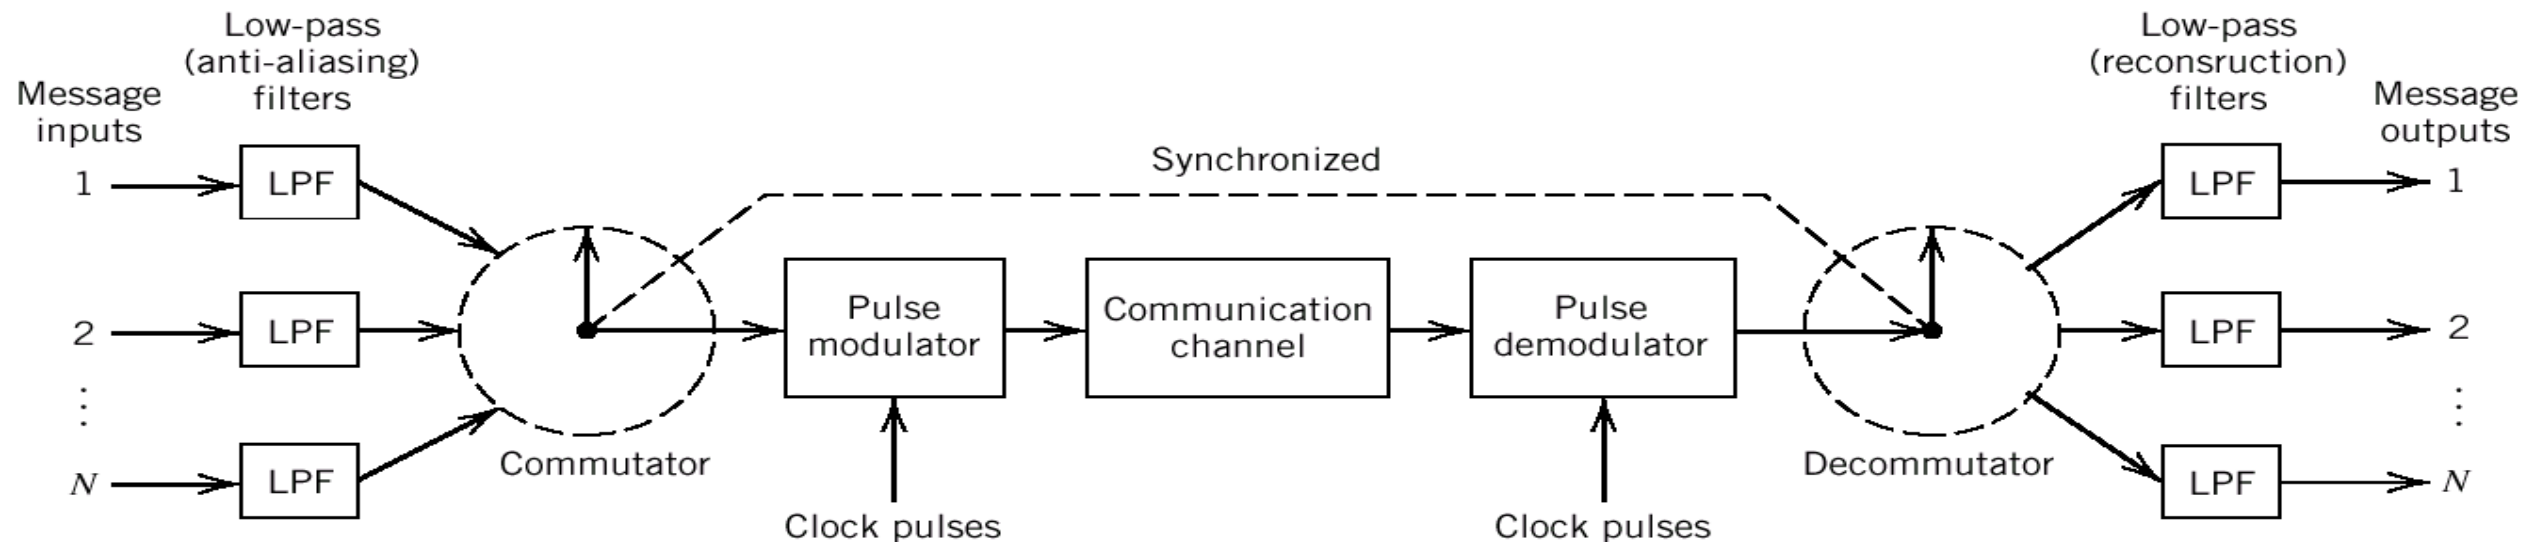 Message
inputs
Low-pass
(anti-aliasing)
filters
1
LPF
2
LPF
⋮
N
LPF
Commutator
Synchronized
Pulse
modulator
Clock pulses
Communication
channel
Pulse
demodulator
Clock pulses
Decommutator
Low-pass
(reconsruction)
filters
Message
outputs
LPF
1
LPF
2
⋮
LPF
N